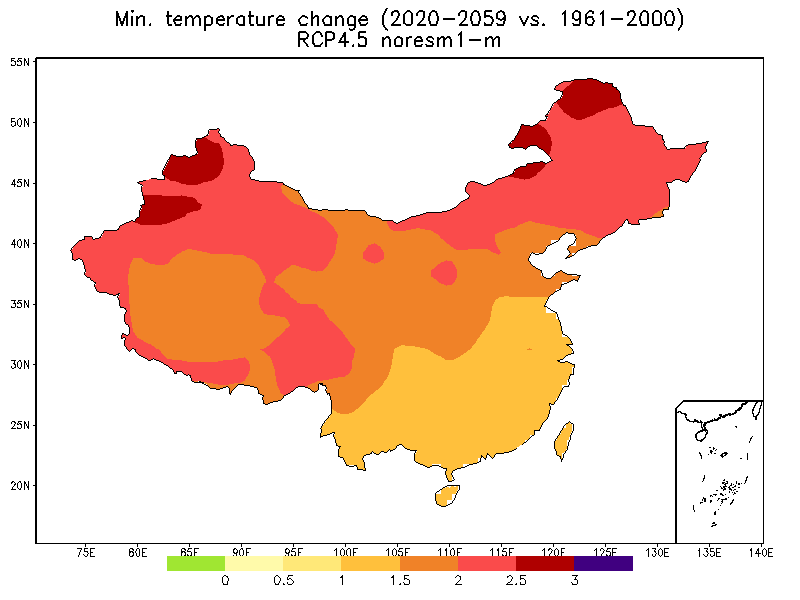 Min. temperature change (2020-2059 vs. 1961-2000)
RCP4.5 noresm1-m
55N
50N
45N
40N
35N
30N
25N
20N
75E 80E 85E 90E 95E 100E 105E 110E 115E 120E 125E 130E 135E 140E
0 0.5 1 1.5 2 2.5 3